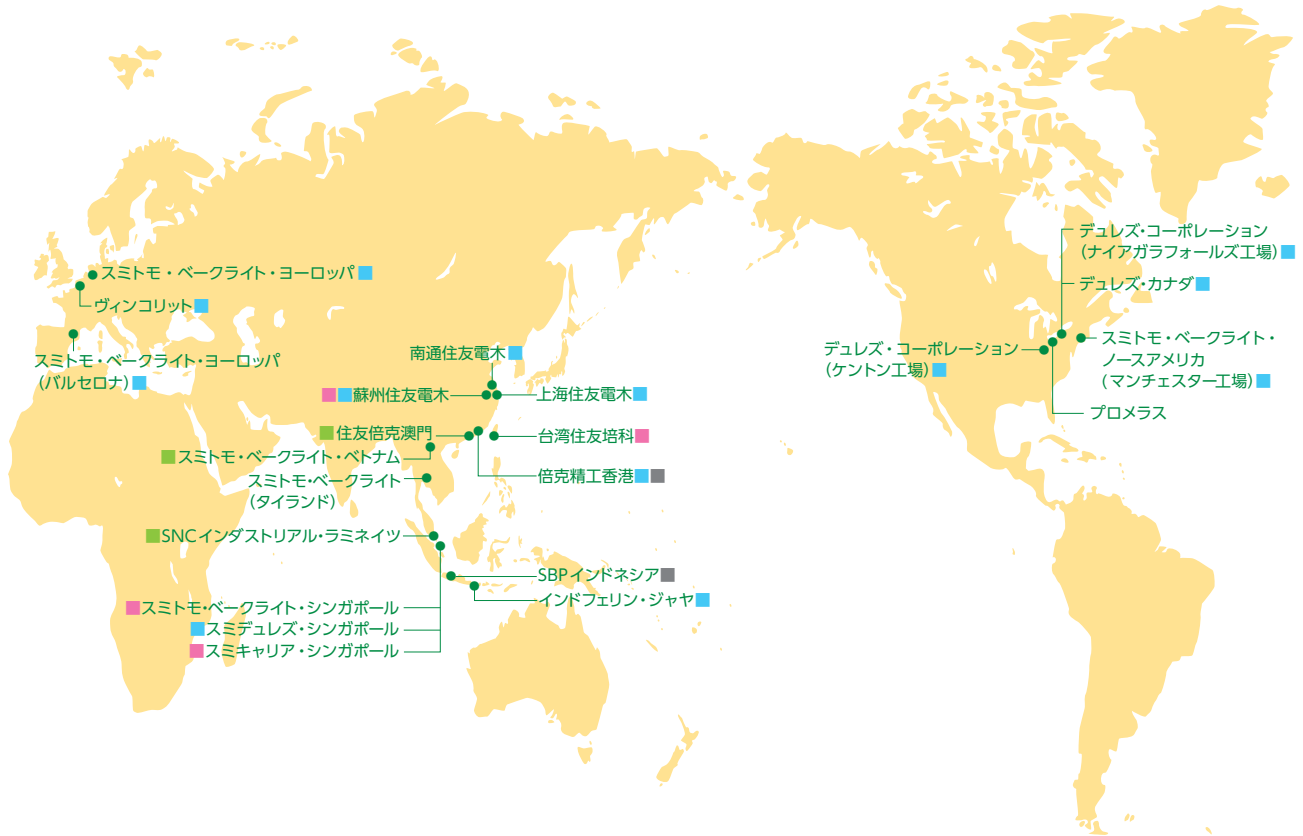 スミトモ・ベークライト・ヨーロッパ
ヴィンコリット
スミトモ・ベークライト・ヨーロッパ
(バルセロナ)
南通住友電木
蘇州住友電木
上海住友電木
住友倍克澳門
台湾住友培科
スミトモ・ベークライト・ベトナム
スミトモ・ベークライト
(タイランド)
倍克精工香港
SNCインダストリアル・ラミネイツ
SBPインドネシア
インドフェリン・ジャヤ
スミトモ・ベークライト・シンガポール
スミデュレズ・シンガポール
スミキャリア・シンガポール
デュレズ・コーポレーション
(ナイアガラフォールズ工場)
デュレズ・カナダ
デュレズ・コーポレーション
(ケントン工場)
スミトモ・ベークライト・
ノースアメリカ
(マンチェスター工場)
プロメラス